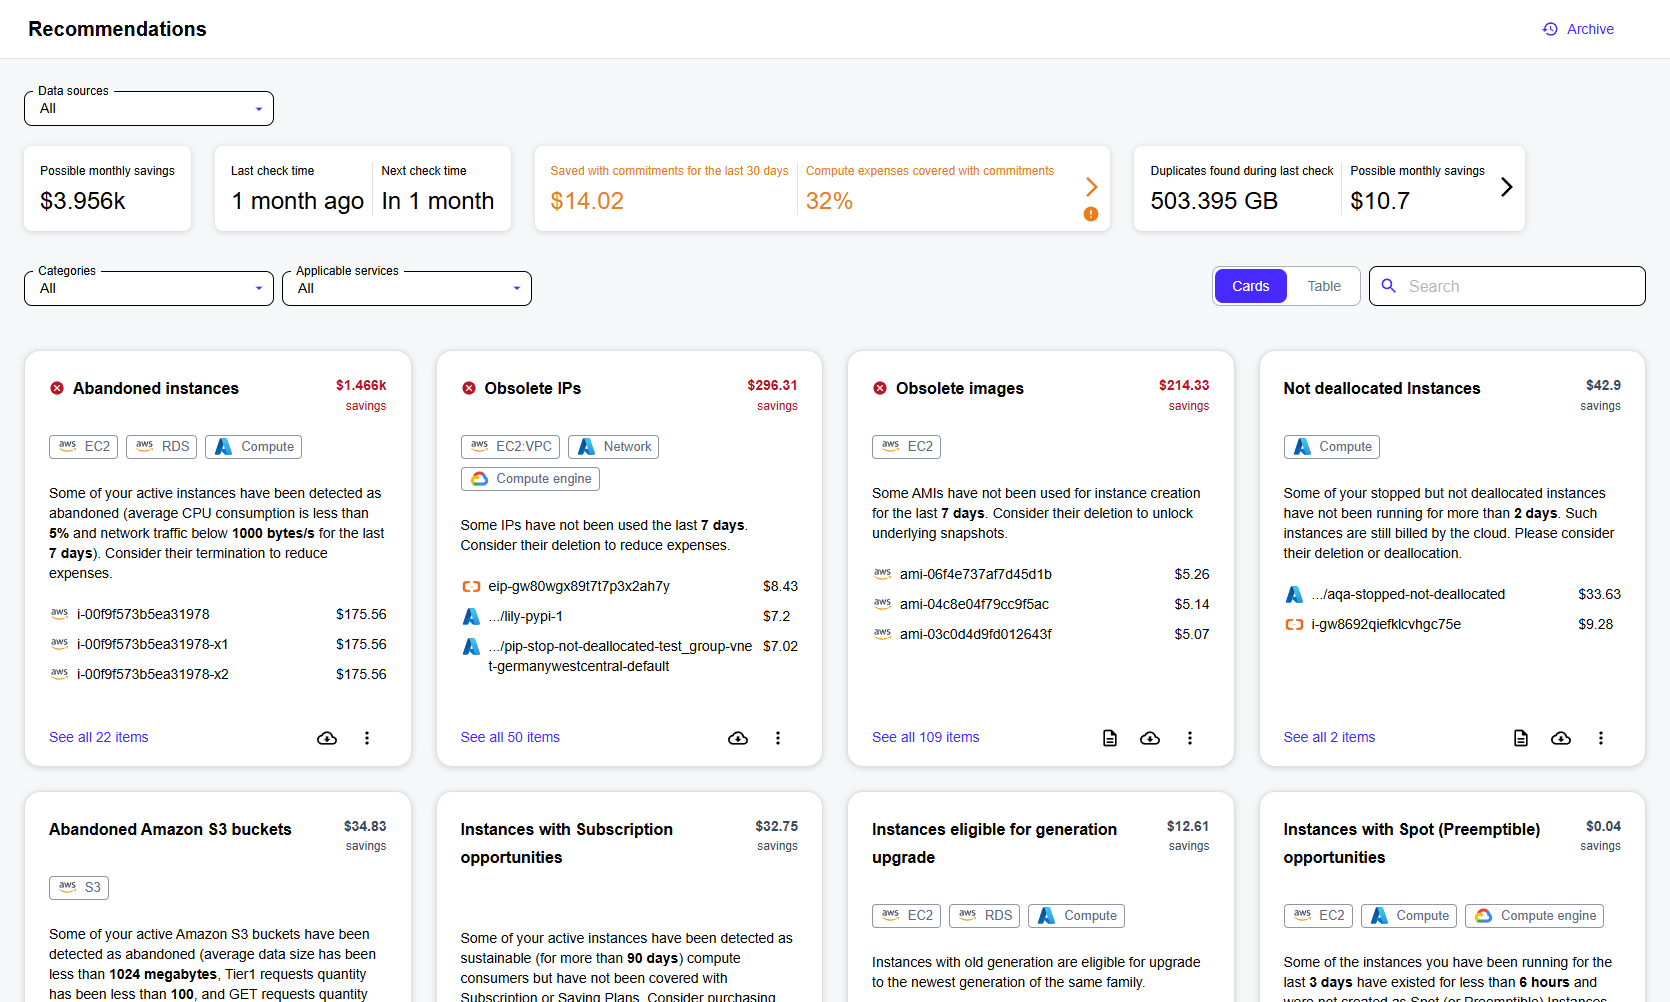 Recommendations
Archive
Data sources
All
Possible monthly savings
$3.956k
Last check time
1 month ago
Next check time
In 1 month
Saved with commitments for the last 30 days
$14.02
Compute expenses covered with commitments
32%
Duplicates found during last check
503.395 GB
Possible monthly savings
$10.7
Categories
All
Applicable services
All
Cards
Table
Search
Abandoned instances
$1.466k
savings
aws EC2
aws RDS
Compute
Some of your active instances have been detected as
abandoned (average CPU consumption is less than
5% and network traffic below 1000 bytes/s for the last
7 days). Consider their termination to reduce
expenses.
aws i-00f9f573b5ea31978 $175.56
aws i-00f9f573b5ea31978-x1 $175.56
aws i-00f9f573b5ea31978-x2 $175.56
See all 22 items
Obsolete IPs
$296.31
savings
aws EC2:VPC
Network
Compute engine
Some IPs have not been used the last 7 days.
Consider their deletion to reduce expenses.
eip-gw80wgx89t7t7p3x2ah7y $8.43
.../lily-pypi-1 $7.2
.../pip-stop-not-deallocated-test_group-vne $7.02
t-germanywestcentral-default
See all 50 items
Obsolete images
$214.33
savings
aws EC2
Some AMIs have not been used for instance creation
for the last 7 days. Consider their deletion to unlock
underlying snapshots.
aws ami-06f4e737af7d45d1b $5.26
aws ami-04c8e04f79cc9f5ac $5.14
aws ami-03c0d4d9fd012643f $5.07
See all 109 items
Not deallocated Instances
$42.9
savings
Compute
Some of your stopped but not deallocated instances
have not been running for more than 2 days. Such
instances are still billed by the cloud. Please consider
their deletion or deallocation.
.../aqa-stopped-not-deallocated $33.63
i-gw8692qiefklcvhgc75e $9.28
See all 2 items
Abandoned Amazon S3 buckets
$34.83
savings
aws S3
Some of your active Amazon S3 buckets have been
detected as abandoned (average data size has been
less than 1024 megabytes, Tier1 requests quantity
has been less than 100, and GET requests quantity
Instances with Subscription
opportunities
$32.75
savings
Some of your active instances have been detected as
sustainable (for more than 90 days) compute
consumers but have not been covered with
Subscription or Saving Plans. Consider purchasing
Instances eligible for generation
upgrade
$12.61
savings
aws EC2
aws RDS
Compute
Instances with old generation are eligible for upgrade
to the newest generation of the same family.
Instances with Spot (Preemptible)
opportunities
$0.04
savings
aws EC2
Compute
Compute engine
Some of the instances you have been running for the
last 3 days have existed for less than 6 hours and
were not created as Spot (or Preemptible) Instances